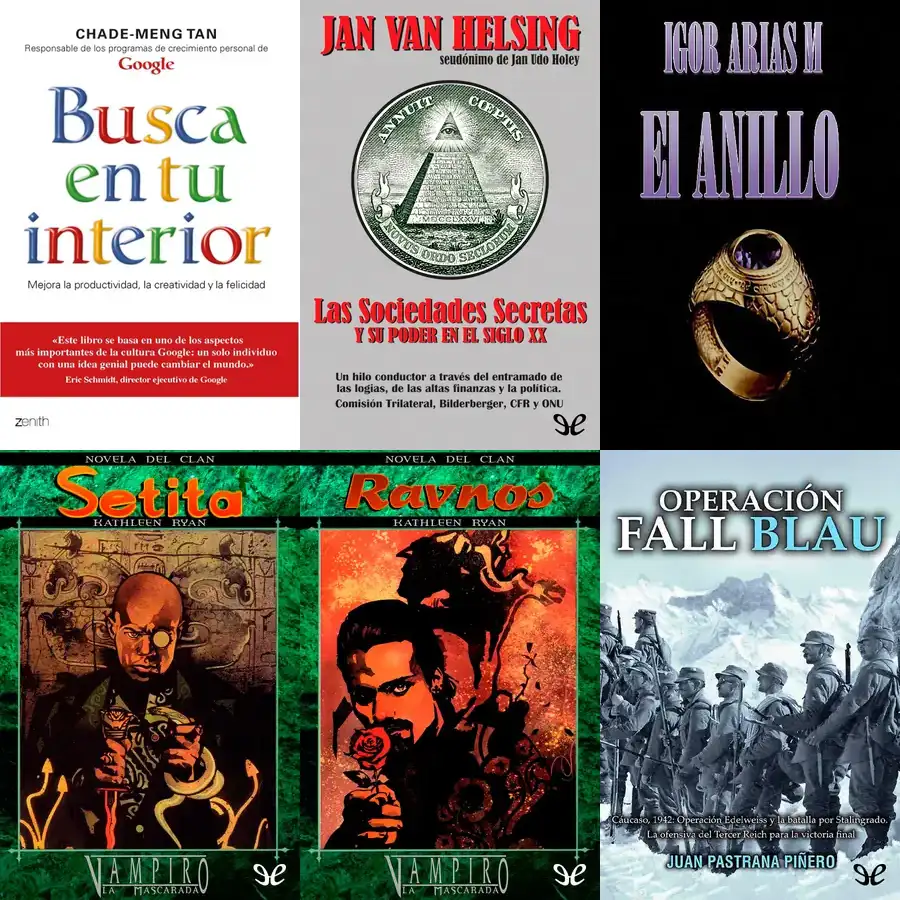 CHADE-MENG TAN
Responsable de los programas de crecimiento personal de
Google
Busca
en tu
interior
Mejora la productividad, la creatividad y la felicidad
«Este libro se basa en uno de los aspectos
más importantes de la cultura Google: un solo individuo
con una idea genial puede cambiar el mundo.»
Eric Schmidt, director ejecutivo de Google
zenith
JAN VAN HELSING
seudónimo de Jan Udo Holey
ANNUIT CŒPTIS
MDCCLXXVI
NOVUS ORDO SECLORUM
Las Sociedades Secretas
Y SU PODER EN EL SIGLO XX
Un hilo conductor a través del entramado de
las logias, de las altas finanzas y la política.
Comisión Trilateral, Bilderberger, CFR y ONU
IGOR ARIAS M
El ANILLO
NOVELA DEL CLAN
Setita
KATHLEEN RYAN
VAMPIRO
LA MASCARADA
NOVELA DEL CLAN
Ravnos
KATHLEEN RYAN
VAMPIRO
LA MASCARADA
OPERACIÓN
FALL BLAU
Cáucaso, 1942: Operación Edelweiss y la batalla por Stalingrado.
La ofensiva del Tercer Reich para la victoria final
JUAN PASTRANA PIÑERO